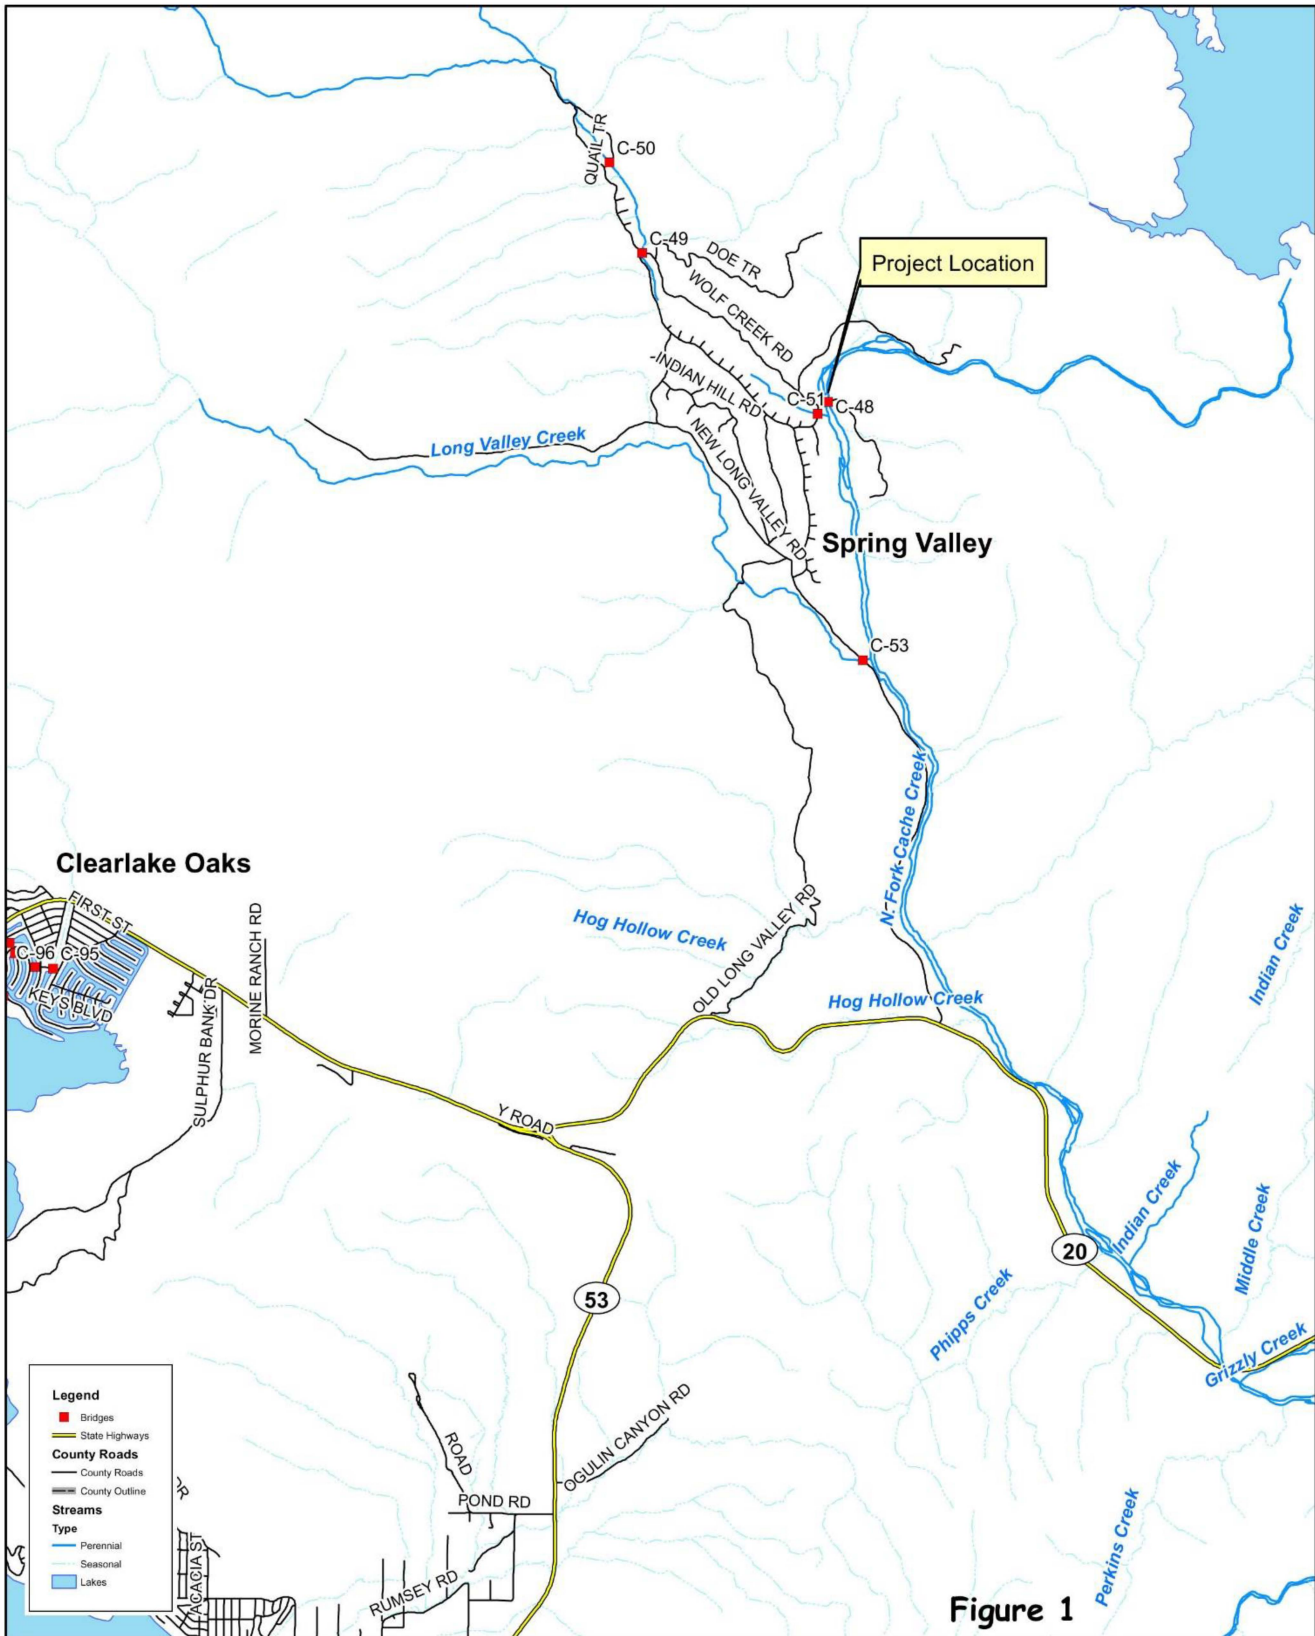 QUAIL TR
C-50
C-49
DOE TR
Project Location
WOLF CREEK RD
INDIAN HILL RD
C-51
C-48
Long Valley Creek
NEW LONG VALLEY RD
Spring Valley
C-53
N. Fork Cache Creek
Clearlake Oaks
FIRST ST
C-96
C-95
KEYS BLVD
SULPHUR BANK DR
MORINE RANCH RD
Hog Hollow Creek
OLD LONG VALLEY RD
Hog Hollow Creek
Indian Creek
Y ROAD
Indian Creek
Middle Creek
20
53
Phipps Creek
Grizzly Creek
OGULIN CANYON RD
ROAD
POND RD
RUMSEY RD
ACACIA ST
DR
Perkins Creek
Legend
Bridges
State Highways
County Roads
County Roads
County Outline
Streams
Type
Perennial
Seasonal
Lakes
Figure 1